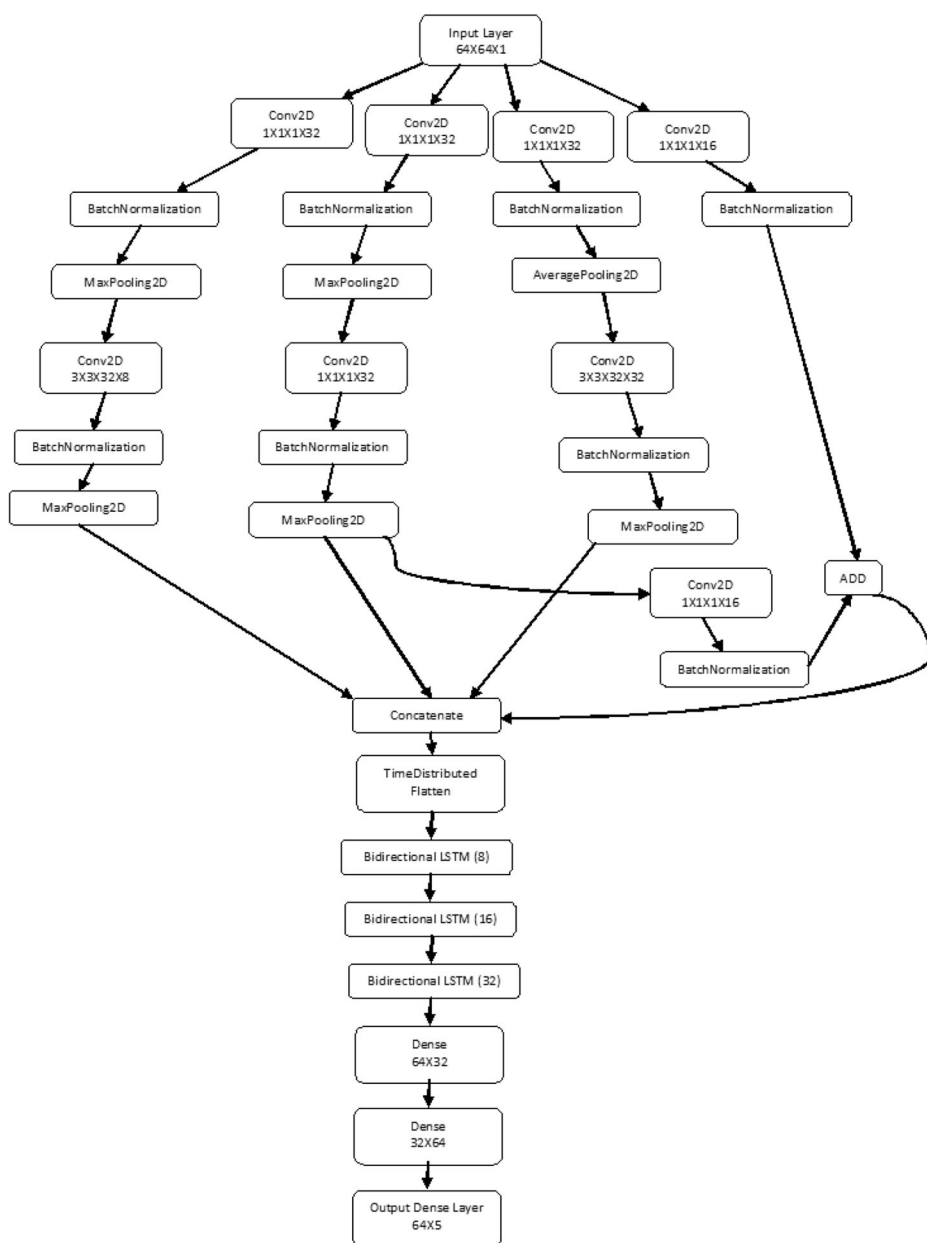 Input Layer
64X64X1
Conv2D
1X1X1X32
Conv2D
1X1X1X32
Conv2D
1X1X1X32
Conv2D
1X1X1X16
BatchNormalization
BatchNormalization
BatchNormalization
BatchNormalization
MaxPooling2D
MaxPooling2D
AveragePooling2D
Conv2D
3X3X32X8
Conv2D
1X1X1X32
Conv2D
3X3X32X32
BatchNormalization
BatchNormalization
BatchNormalization
MaxPooling2D
MaxPooling2D
MaxPooling2D
Conv2D
1X1X1X16
ADD
BatchNormalization
Concatenate
TimeDistributed
Flatten
Bidirectional LSTM (8)
Bidirectional LSTM (16)
Bidirectional LSTM (32)
Dense
64X32
Dense
32X64
Output Dense Layer
64X5